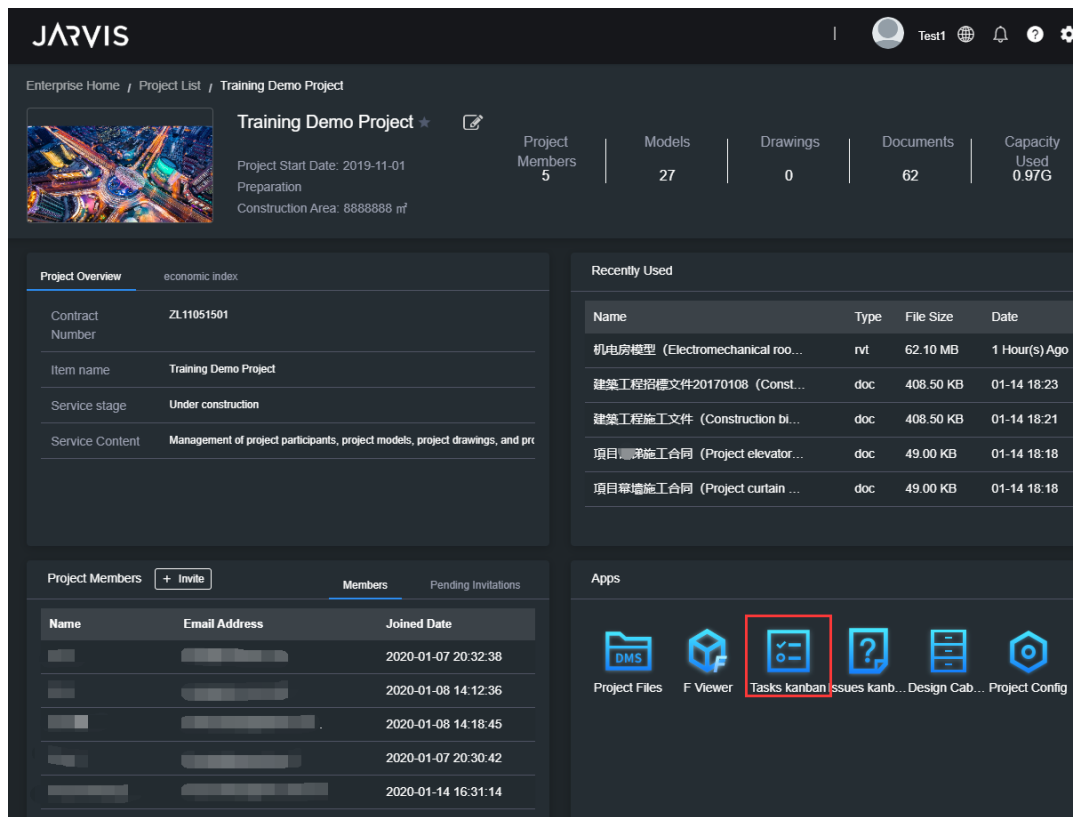 JARVIS
Test1
Enterprise Home / Project List / Training Demo Project
Training Demo Project
Project Start Date: 2019-11-01
Preparation
Construction Area: 8888888 ㎡
Project Members
5
Models
27
Drawings
0
Documents
62
Capacity Used
0.97G
Project Overview economic index
Contract Number ZL11051501
Item name Training Demo Project
Service stage Under construction
Service Content Management of project participants, project models, project drawings, and pro
Recently Used
Name Type File Size Date
机电房模型（Electromechanical roo... rvt 62.10 MB 1 Hour(s) Ago
建築工程招標文件20170108（Const... doc 408.50 KB 01-14 18:23
建築工程施工文件（Construction bi... doc 408.50 KB 01-14 18:21
項目 梯施工合同（Project elevator... doc 49.00 KB 01-14 18:18
項目幕墻施工合同（Project curtain ... doc 49.00 KB 01-14 18:18
Project Members + Invite Members Pending Invitations
Name Email Address Joined Date
2020-01-07 20:32:38
2020-01-08 14:12:36
2020-01-08 14:18:45
2020-01-07 20:30:42
2020-01-14 16:31:14
Apps
DMS
F
Project Files F Viewer Tasks kanban Issues kanb... Design Cab... Project Config